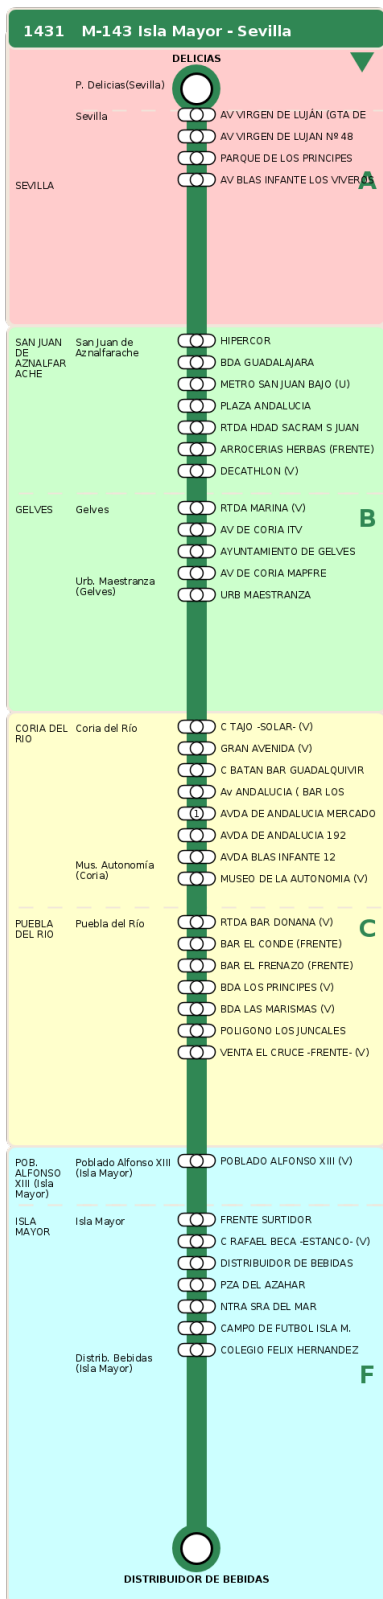 1431 M-143 Isla Mayor - Sevilla
DELICIAS
P. Delicias(Sevilla)
Sevilla
AV VIRGEN DE LUJÁN (GTA DE
AV VIRGEN DE LUJAN Nº 48
PARQUE DE LOS PRINCIPES
AV BLAS INFANTE LOS VIVEROS
A
SEVILLA
SAN JUAN
DE
AZNALFAR
ACHE
San Juan de
Aznalfarache
HIPERCOR
BDA GUADALAJARA
METRO SAN JUAN BAJO (U)
PLAZA ANDALUCIA
RTDA HDAD SACRAM S JUAN
ARROCERIAS HERBAS (FRENTE)
DECATHLON (V)
GELVES
Gelves
RTDA MARINA (V)
B
AV DE CORIA ITV
AYUNTAMIENTO DE GELVES
AV DE CORIA MAPFRE
Urb. Maestranza
(Gelves)
URB MAESTRANZA
CORIA DEL
RIO
Coria del Río
C TAJO -SOLAR- (V)
GRAN AVENIDA (V)
C BATAN BAR GUADALQUIVIR
Av ANDALUCIA ( BAR LOS
1
AVDA DE ANDALUCIA MERCADO
AVDA DE ANDALUCIA 192
AVDA BLAS INFANTE 12
Mus. Autonomía
(Coria)
MUSEO DE LA AUTONOMIA (V)
PUEBLA
DEL RIO
Puebla del Río
RTDA BAR DONANA (V)
C
BAR EL CONDE (FRENTE)
BAR EL FRENAZO (FRENTE)
BDA LOS PRINCIPES (V)
BDA LAS MARISMAS (V)
POLIGONO LOS JUNCALES
VENTA EL CRUCE -FRENTE- (V)
POB.
ALFONSO
XIII (Isla
Mayor)
Poblado Alfonso XIII
(Isla Mayor)
POBLADO ALFONSO XIII (V)
ISLA
MAYOR
Isla Mayor
FRENTE SURTIDOR
C RAFAEL BECA -ESTANCO- (V)
DISTRIBUIDOR DE BEBIDAS
PZA DEL AZAHAR
NTRA SRA DEL MAR
CAMPO DE FUTBOL ISLA M.
COLEGIO FELIX HERNANDEZ
Distrib. Bebidas
(Isla Mayor)
F
DISTRIBUIDOR DE BEBIDAS